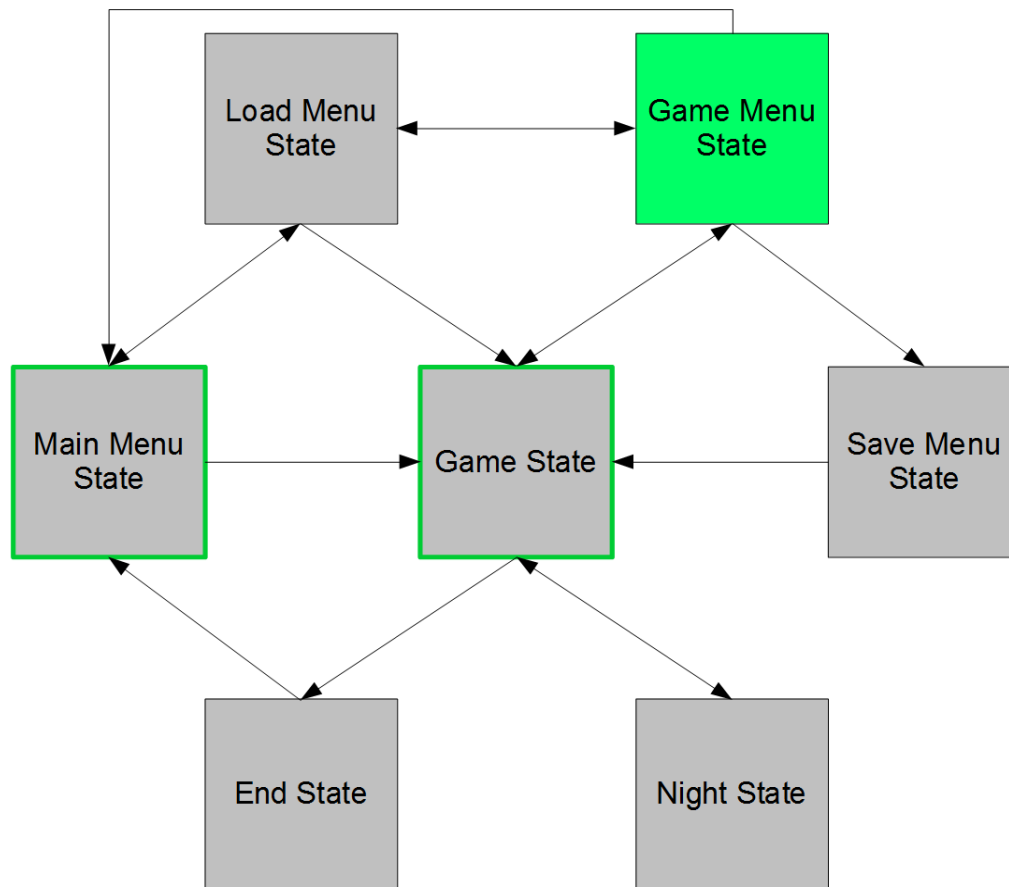 Load Menu
State
Game Menu
State
Main Menu
State
Game State
Save Menu
State
End State
Night State